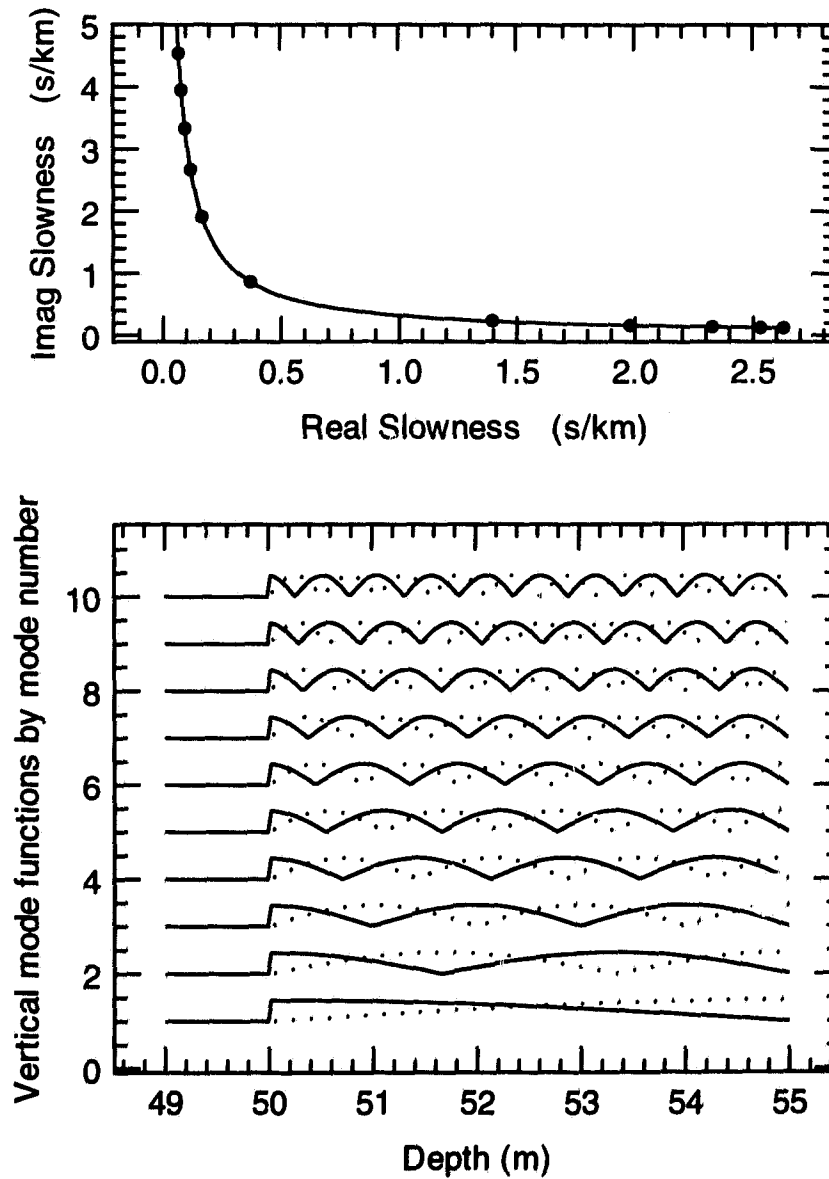 Imag Slowness (s/km)
5
4
3
2
1
0
0.0 0.5 1.0 1.5 2.0 2.5
Real Slowness (s/km)
Vertical mode functions by mode number
10
8
6
4
2
0
49 50 51 52 53 54 55
Depth (m)